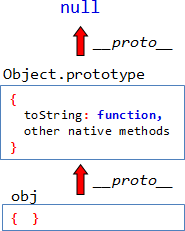 null
__proto__
Object.prototype
{
toString: function,
other native methods
}
__proto__
obj
{ }